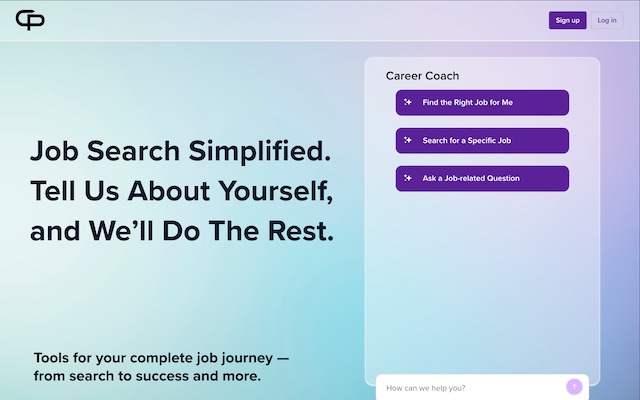 CP
Sign up
Log in
Job Search Simplified.
Tell Us About Yourself,
and We’ll Do The Rest.
Tools for your complete job journey —
from search to success and more.
Career Coach
Find the Right Job for Me
Search for a Specific Job
Ask a Job-related Question
How can we help you?